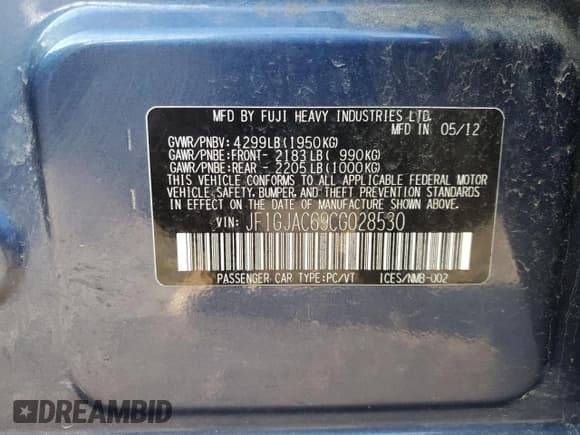 MFD BY FUJI HEAVY INDUSTRIES LTD.
MFD IN 05/12
GVWR/PNBV: 4299LB(1950KG)
GAWR/PNBE:FRONT- 2183LB( 990KG)
GAWR/PNBE:REAR - 2205LB(1000KG)
THIS VEHICLE CONFORMS TO ALL APPLICABLE FEDERAL MOTOR
VEHICLE SAFETY, BUMPER, AND THEFT PREVENTION STANDARDS
IN EFFECT ON THE DATE OF MANUFACTURE SHOWN ABOVE.
VIN: JF1GJAC69CG028530
PASSENGER CAR TYPE:PC/VT ICES/NMB-002
DREAMBID